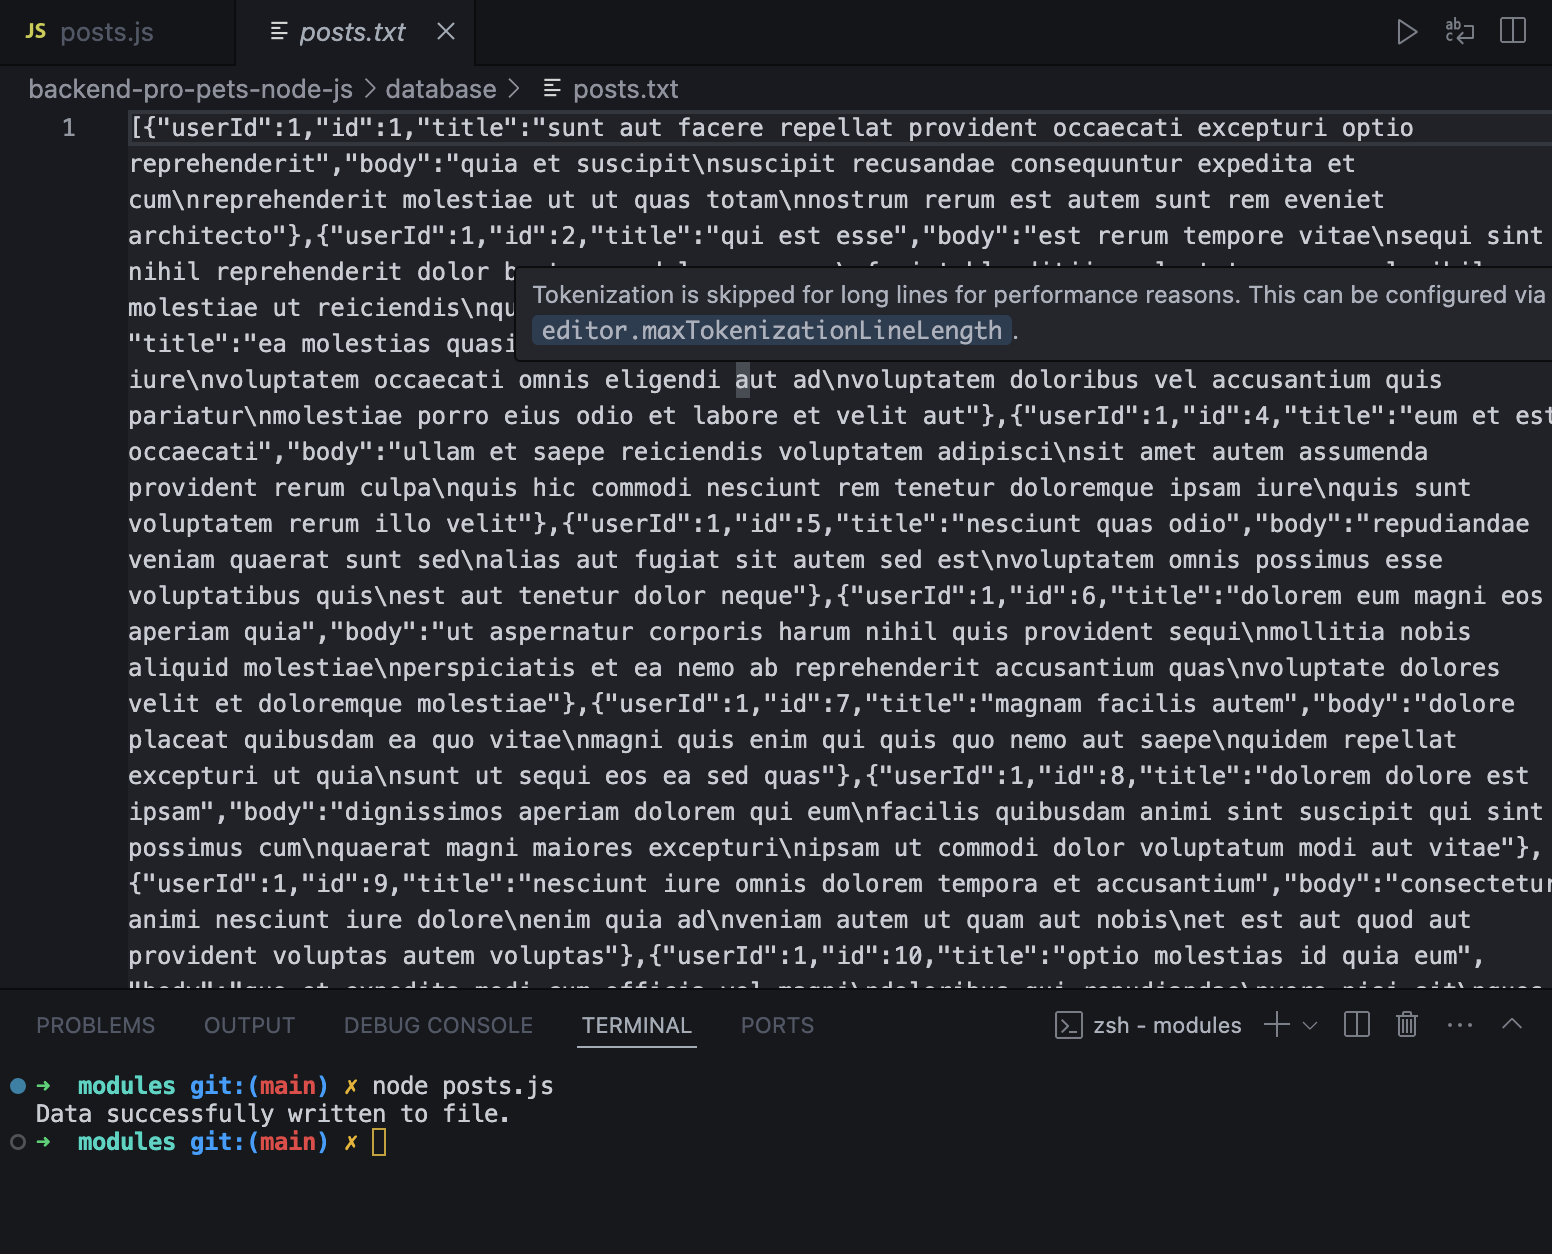 JS posts.js
posts.txt
backend-pro-pets-node-js > database > posts.txt
1
[{"userId":1,"id":1,"title":"sunt aut facere repellat provident occaecati excepturi optio
reprehenderit","body":"quia et suscipit\nsuscipit recusandae consequuntur expedita et
cum\nreprehenderit molestiae ut ut quas totam\nnostrum rerum est autem sunt rem eveniet
architecto"},{"userId":1,"id":2,"title":"qui est esse","body":"est rerum tempore vitae\nsequi sint
nihil reprehenderit dolor
molestiae ut reiciendis\nqu
"title":"ea molestias quasi
Tokenization is skipped for long lines for performance reasons. This can be configured via
editor.maxTokenizationLineLength.
iure\nvoluptatem occaecati omnis eligendi aut ad\nvoluptatem doloribus vel accusantium quis
pariatur\nmolestiae porro eius odio et labore et velit aut"},{"userId":1,"id":4,"title":"eum et est
occaecati","body":"ullam et saepe reiciendis voluptatem adipisci\nsit amet autem assumenda
provident rerum culpa\nquis hic commodi nesciunt rem tenetur doloremque ipsam iure\nquis sunt
voluptatem rerum illo velit"},{"userId":1,"id":5,"title":"nesciunt quas odio","body":"repudiandae
veniam quaerat sunt sed\nalias aut fugiat sit autem sed est\nvoluptatem omnis possimus esse
voluptatibus quis\nest aut tenetur dolor neque"},{"userId":1,"id":6,"title":"dolorem eum magni eos
aperiam quia","body":"ut aspernatur corporis harum nihil quis provident sequi\nmollitia nobis
aliquid molestiae\nperspiciatis et ea nemo ab reprehenderit accusantium quas\nvoluptate dolores
velit et doloremque molestiae"},{"userId":1,"id":7,"title":"magnam facilis autem","body":"dolore
placeat quibusdam ea quo vitae\nmagni quis enim qui quis quo nemo aut saepe\nquidem repellat
excepturi ut quia\nsunt ut sequi eos ea sed quas"},{"userId":1,"id":8,"title":"dolorem dolore est
ipsam","body":"dignissimos aperiam dolorem qui eum\nfacilis quibusdam animi sint suscipit qui sint
possimus cum\nquaerat magni maiores excepturi\nipsam ut commodi dolor voluptatum modi aut vitae"},
{"userId":1,"id":9,"title":"nesciunt iure omnis dolorem tempora et accusantium","body":"consectetur
animi nesciunt iure dolore\nenim quia ad\nveniam autem ut quam aut nobis\net est aut quod aut
provident voluptas autem voluptas"},{"userId":1,"id":10,"title":"optio molestias id quia eum",
PROBLEMS OUTPUT DEBUG CONSOLE TERMINAL PORTS zsh - modules
➜ modules git:(main) ✗ node posts.js
Data successfully written to file.
➜ modules git:(main) ✗